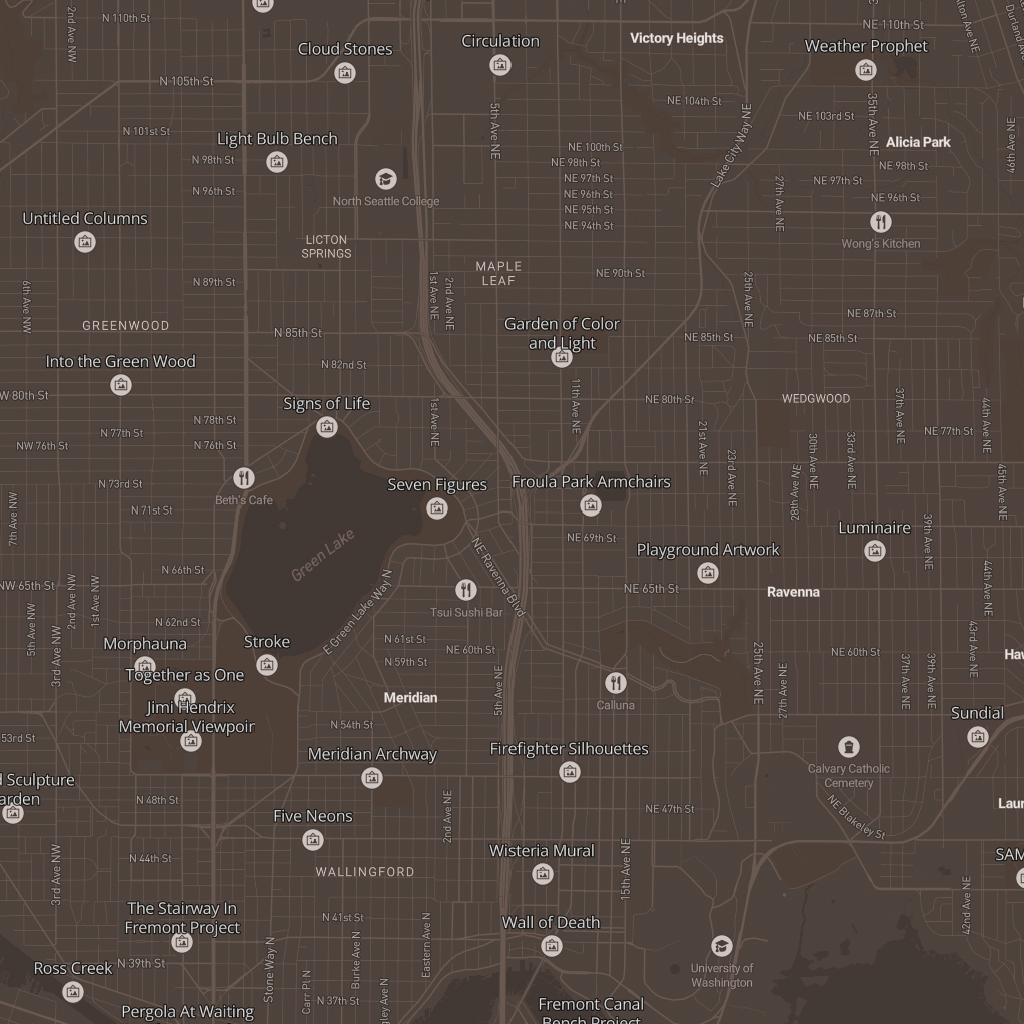 N 110th St
2nd Ave NW
Cloud Stones
Circulation
Victory Heights
Weather Prophet
NE 110th St
N 105th St
NE 104th St
5th Ave NE
NE 103rd St
35th Ave NE
Lake City Way NE
46th Ave NE
N 101st St
Light Bulb Bench
Alicia Park
NE 100th St
N 98th St
NE 98th St
NE 98th St
NE 97th St
NE 97th St
N 96th St
NE 96th St
NE 96th St
North Seattle College
NE 95th St
27th Ave NE
Untitled Columns
NE 94th St
Wong's Kitchen
LICTON
SPRINGS
MAPLE
LEAF
NE 90th St
N 89th St
6th Ave NW
1st Ave NE
2nd Ave NE
25th Ave NE
NE 87th St
GREENWOOD
Garden of Color
and Light
N 85th St
NE 85th St
NE 85th St
Into the Green Wood
N 82nd St
NW 80th St
11th Ave NE
NE 80th St
WEDGWOOD
Signs of Life
N 78th St
1st Ave NE
37th Ave NE
44th Ave NE
N 77th St
NE 77th St
NW 76th St
N 76th St
21st Ave NE
30th Ave NE
33rd Ave NE
23rd Ave NE
28th Ave NE
45th Ave NE
N 73rd St
Beth's Cafe
Seven Figures
Froula Park Armchairs
7th Ave NW
N 71st St
Luminaire
39th Ave NE
NE 69th St
Green Lake
NE Ravenna Blvd
Playground Artwork
N 66th St
NW 65th St
NE 65th St
Ravenna
44th Ave NE
2nd Ave NW
1st Ave NW
E Green Lake Way N
Tsui Sushi Bar
5th Ave NW
N 62nd St
3rd Ave NW
Morphauna
Stroke
N 61st St
NE 60th St
NE 60th St
43rd Ave NE
N 59th St
Together as One
25th Ave NE
27th Ave NE
37th Ave NE
39th Ave NE
5th Ave NE
Meridian
Calluna
Jimi Hendrix
Memorial Viewpoir
N 54th St
Sundial
53rd St
Meridian Archway
Firefighter Silhouettes
Calvary Catholic
Cemetery
Sculpture
arden
N 48th St
NE 47th St
NE Blakeley St
Five Neons
2nd Ave NE
N 44th St
3rd Ave NW
Wisteria Mural
15th Ave NE
SAM
WALLINGFORD
42nd Ave NE
The Stairway In
Fremont Project
N 41st St
Wall of Death
Eastern Ave N
Stone Way N
Burke Ave N
Ross Creek
N 39th St
University of
Washington
Carr Pl N
N 37th St
Pergola At Waiting
Fremont Canal
Bench Project